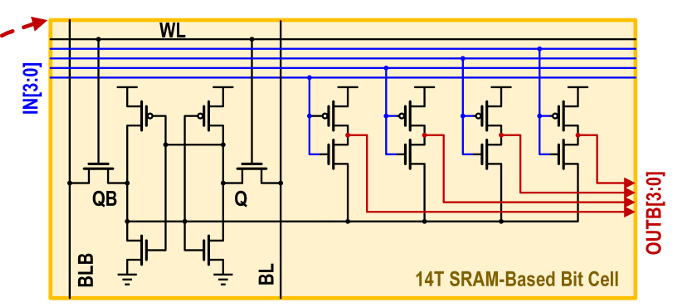 WL
IN[3:0]
QB
Q
BLB
BL
OUTB[3:0]
14T SRAM-Based Bit Cell